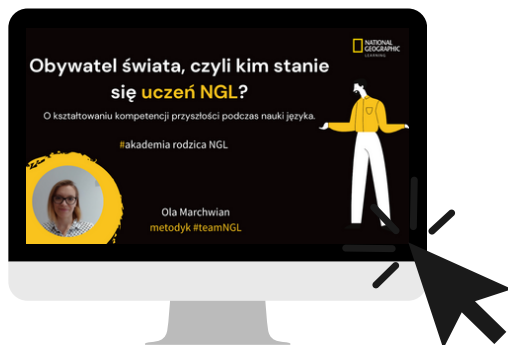 NATIONAL
GEOGRAPHIC
LEARNING
Obywatel świata, czyli kim stanie
się uczeń NGL?
O kształtowaniu kompetencji przyszłości podczas nauki języka.
#akademia rodzica NGL
Ola Marchwian
metodyk #teamNGL